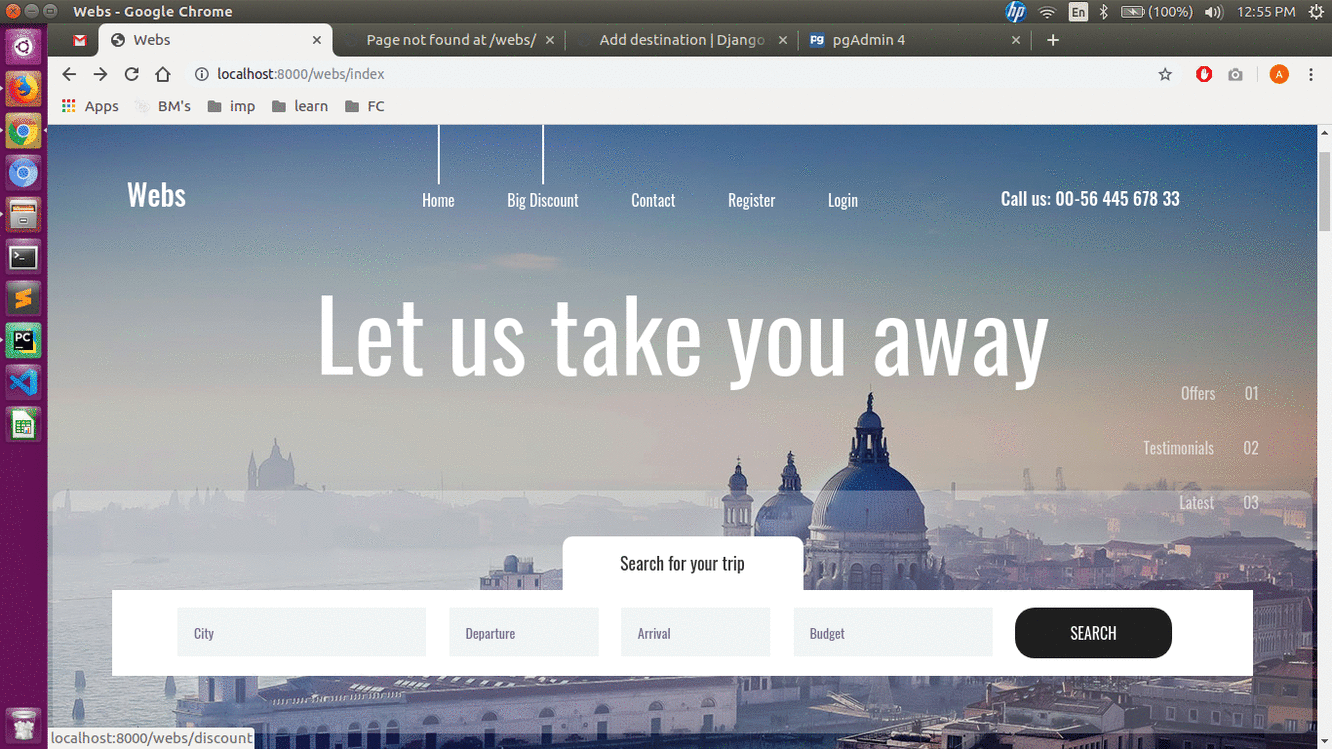 Webs - Google Chrome
hp En (100%) 12:55 PM
Webs Page not found at /webs/ Add destination | Django pgAdmin 4
localhost:8000/webs/index A
Apps BM's imp learn FC
Webs Home Big Discount Contact Register Login Call us: 00-56 445 678 33
Let us take you away
Offers 01
Testimonials 02
Latest 03
Search for your trip
City Departure Arrival Budget SEARCH
localhost:8000/webs/discount